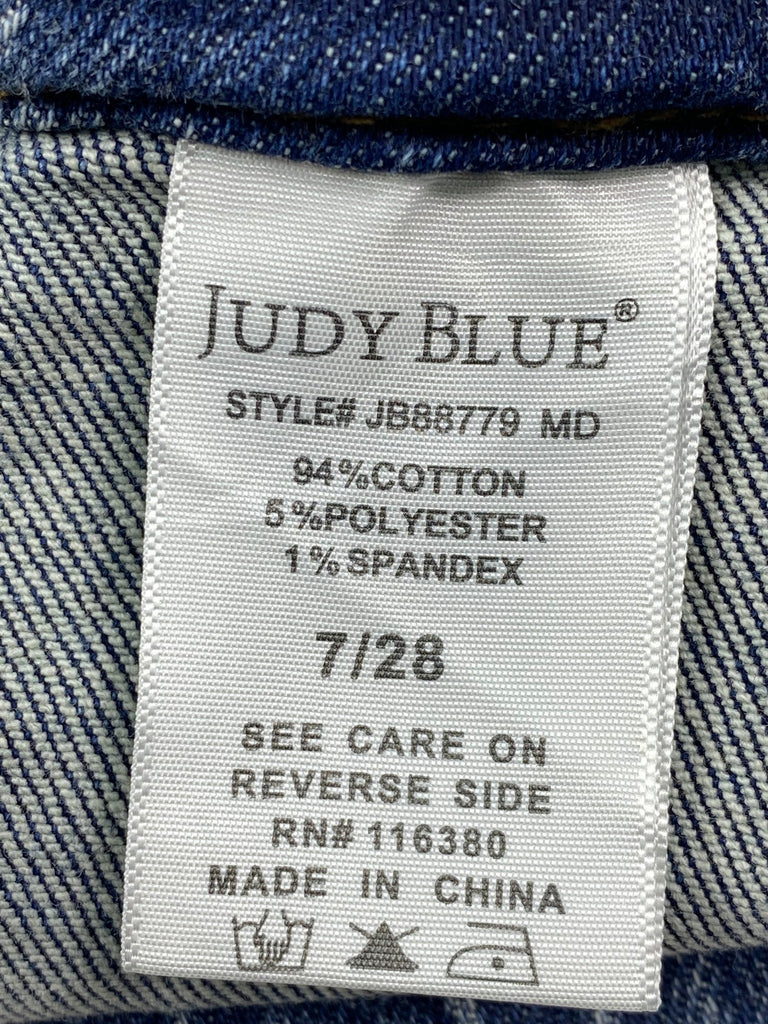 JUDY BLUE®
STYLE# JB88779 MD
94%COTTON
5%POLYESTER
1%SPANDEX
7/28
SEE CARE ON
REVERSE SIDE
RN# 116380
MADE IN CHINA